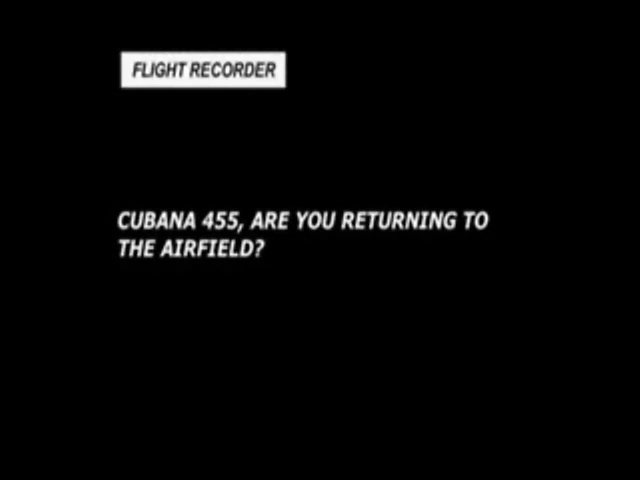 FLIGHT RECORDER
CUBANA 455, ARE YOU RETURNING TO
THE AIRFIELD?